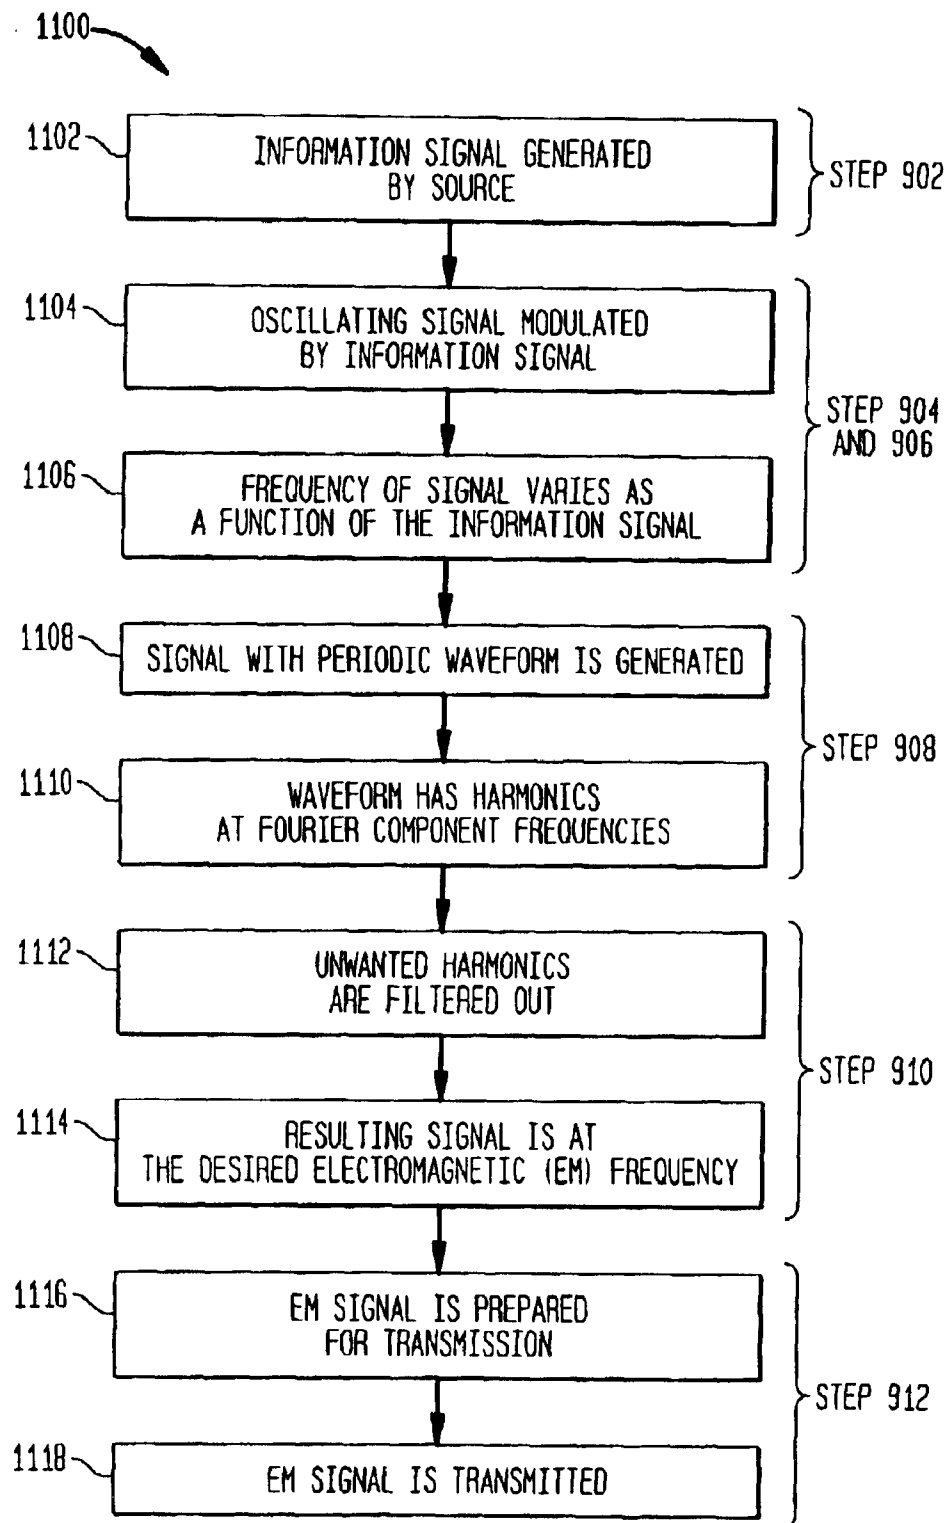 1100
1102
INFORMATION SIGNAL GENERATED
BY SOURCE
STEP 902
1104
OSCILLATING SIGNAL MODULATED
BY INFORMATION SIGNAL
STEP 904
AND 906
1106
FREQUENCY OF SIGNAL VARIES AS
A FUNCTION OF THE INFORMATION SIGNAL
1108
SIGNAL WITH PERIODIC WAVEFORM IS GENERATED
STEP 908
1110
WAVEFORM HAS HARMONICS
AT FOURIER COMPONENT FREQUENCIES
1112
UNWANTED HARMONICS
ARE FILTERED OUT
STEP 910
1114
RESULTING SIGNAL IS AT
THE DESIRED ELECTROMAGNETIC (EM) FREQUENCY
1116
EM SIGNAL IS PREPARED
FOR TRANSMISSION
STEP 912
1118
EM SIGNAL IS TRANSMITTED